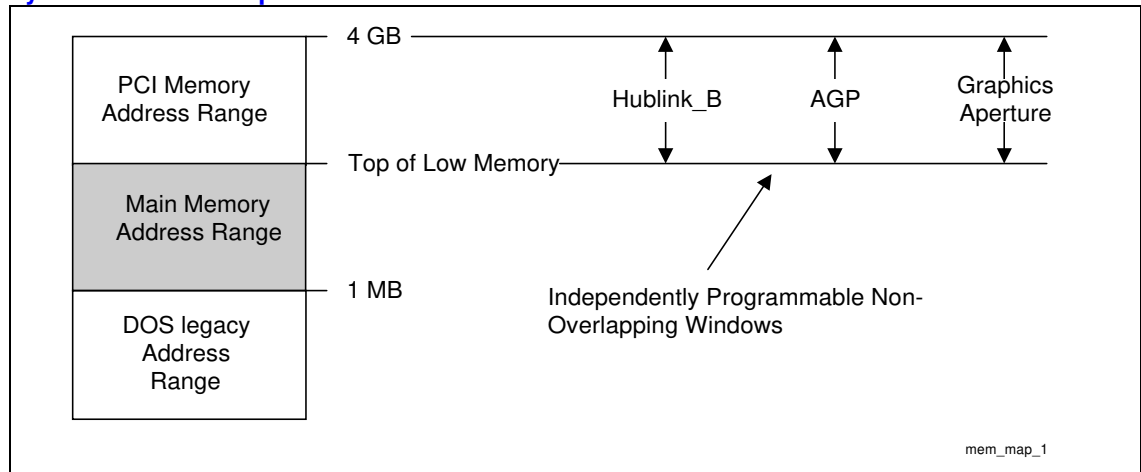 4 GB
PCI Memory
Address Range
Hublink_B
AGP
Graphics
Aperture
Top of Low Memory
Main Memory
Address Range
1 MB
Independently Programmable Non-
Overlapping Windows
DOS legacy
Address
Range
mem_map_1